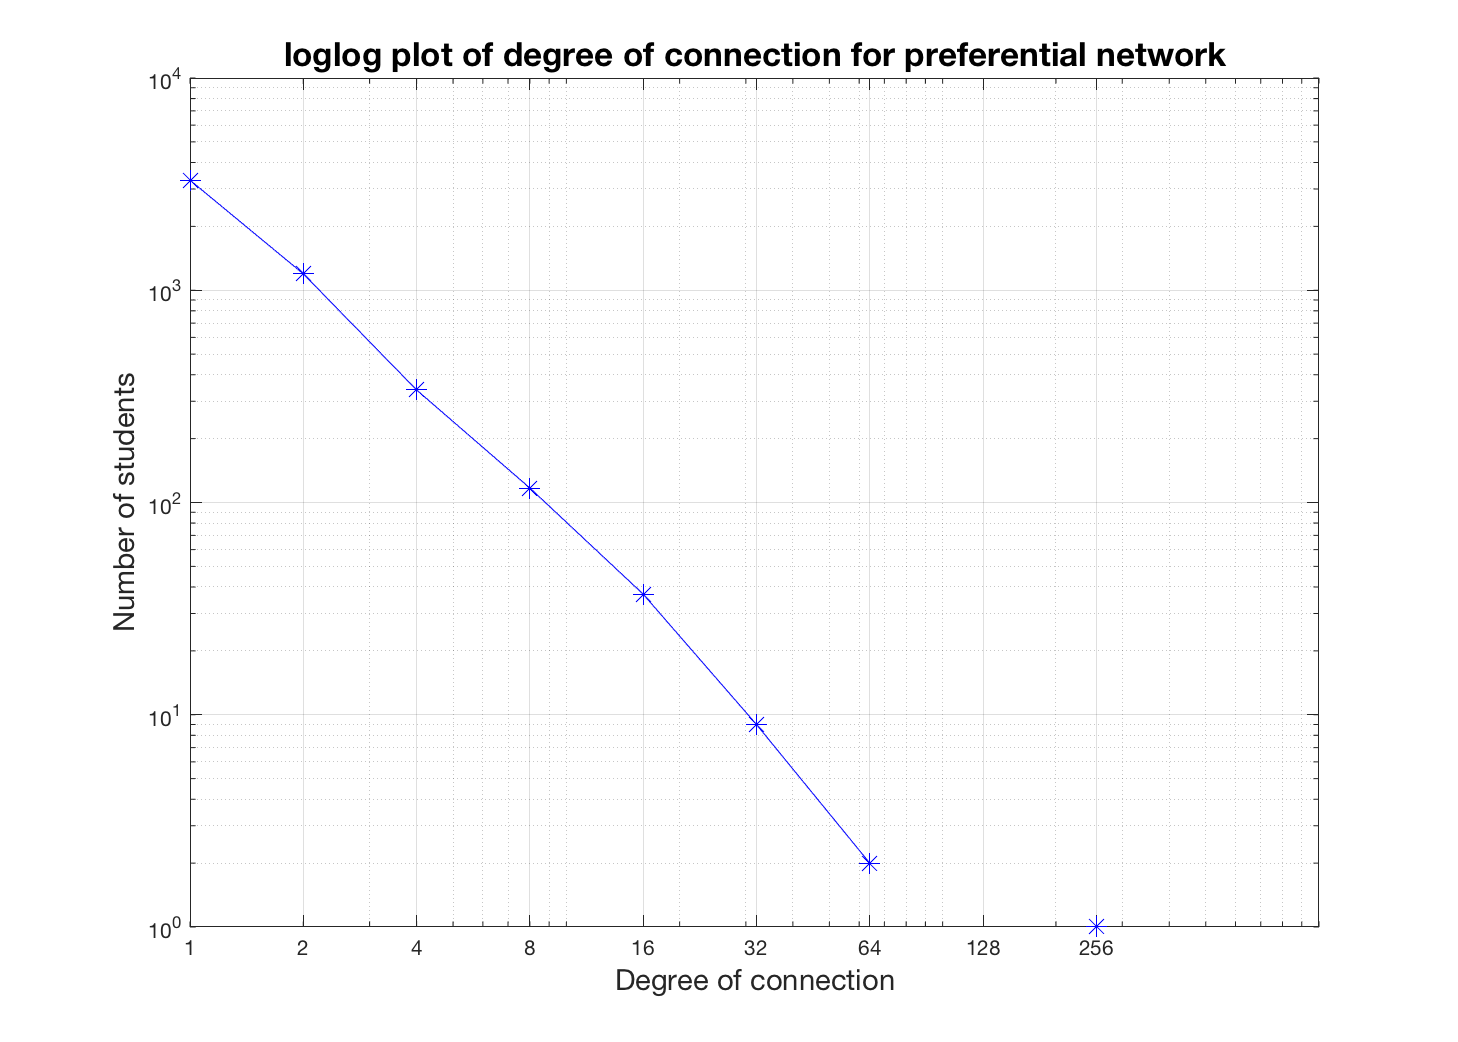 loglog plot of degree of connection for preferential network
10^4
10^3
10^2
10^1
10^0
Number of students
1 2 4 8 16 32 64 128 256
Degree of connection